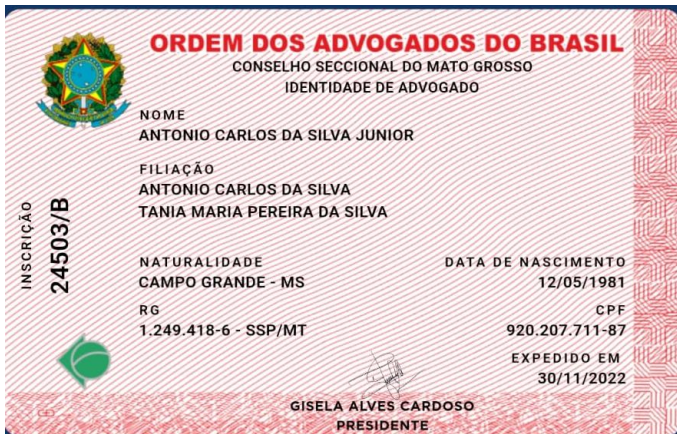 ORDEM DOS ADVOGADOS DO BRASIL
CONSELHO SECCIONAL DO MATO GROSSO
IDENTIDADE DE ADVOGADO
NOME
ANTONIO CARLOS DA SILVA JUNIOR
FILIAÇÃO
ANTONIO CARLOS DA SILVA
TANIA MARIA PEREIRA DA SILVA
INSCRIÇÃO
24503/B
NATURALIDADE
CAMPO GRANDE - MS
DATA DE NASCIMENTO
12/05/1981
RG
1.249.418-6 - SSP/MT
CPF
920.207.711-87
EXPEDIDO EM
30/11/2022
GISELA ALVES CARDOSO
PRESIDENTE